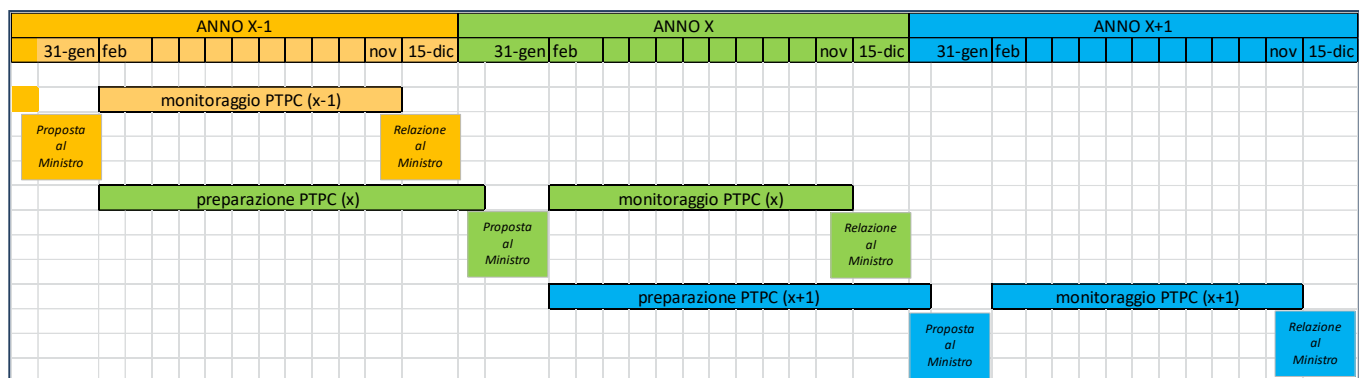 ANNO X-1 ANNO X ANNO X+1
31-gen feb nov 15-dic 31-gen feb nov 15-dic 31-gen feb nov 15-dic
monitoraggio PTPC (x-1)
Proposta
al
Ministro
Relazione
al
Ministro
preparazione PTPC (x) monitoraggio PTPC (x)
Proposta
al
Ministro
Relazione
al
Ministro
preparazione PTPC (x+1) monitoraggio PTPC (x+1)
Proposta
al
Ministro
Relazione
al
Ministro